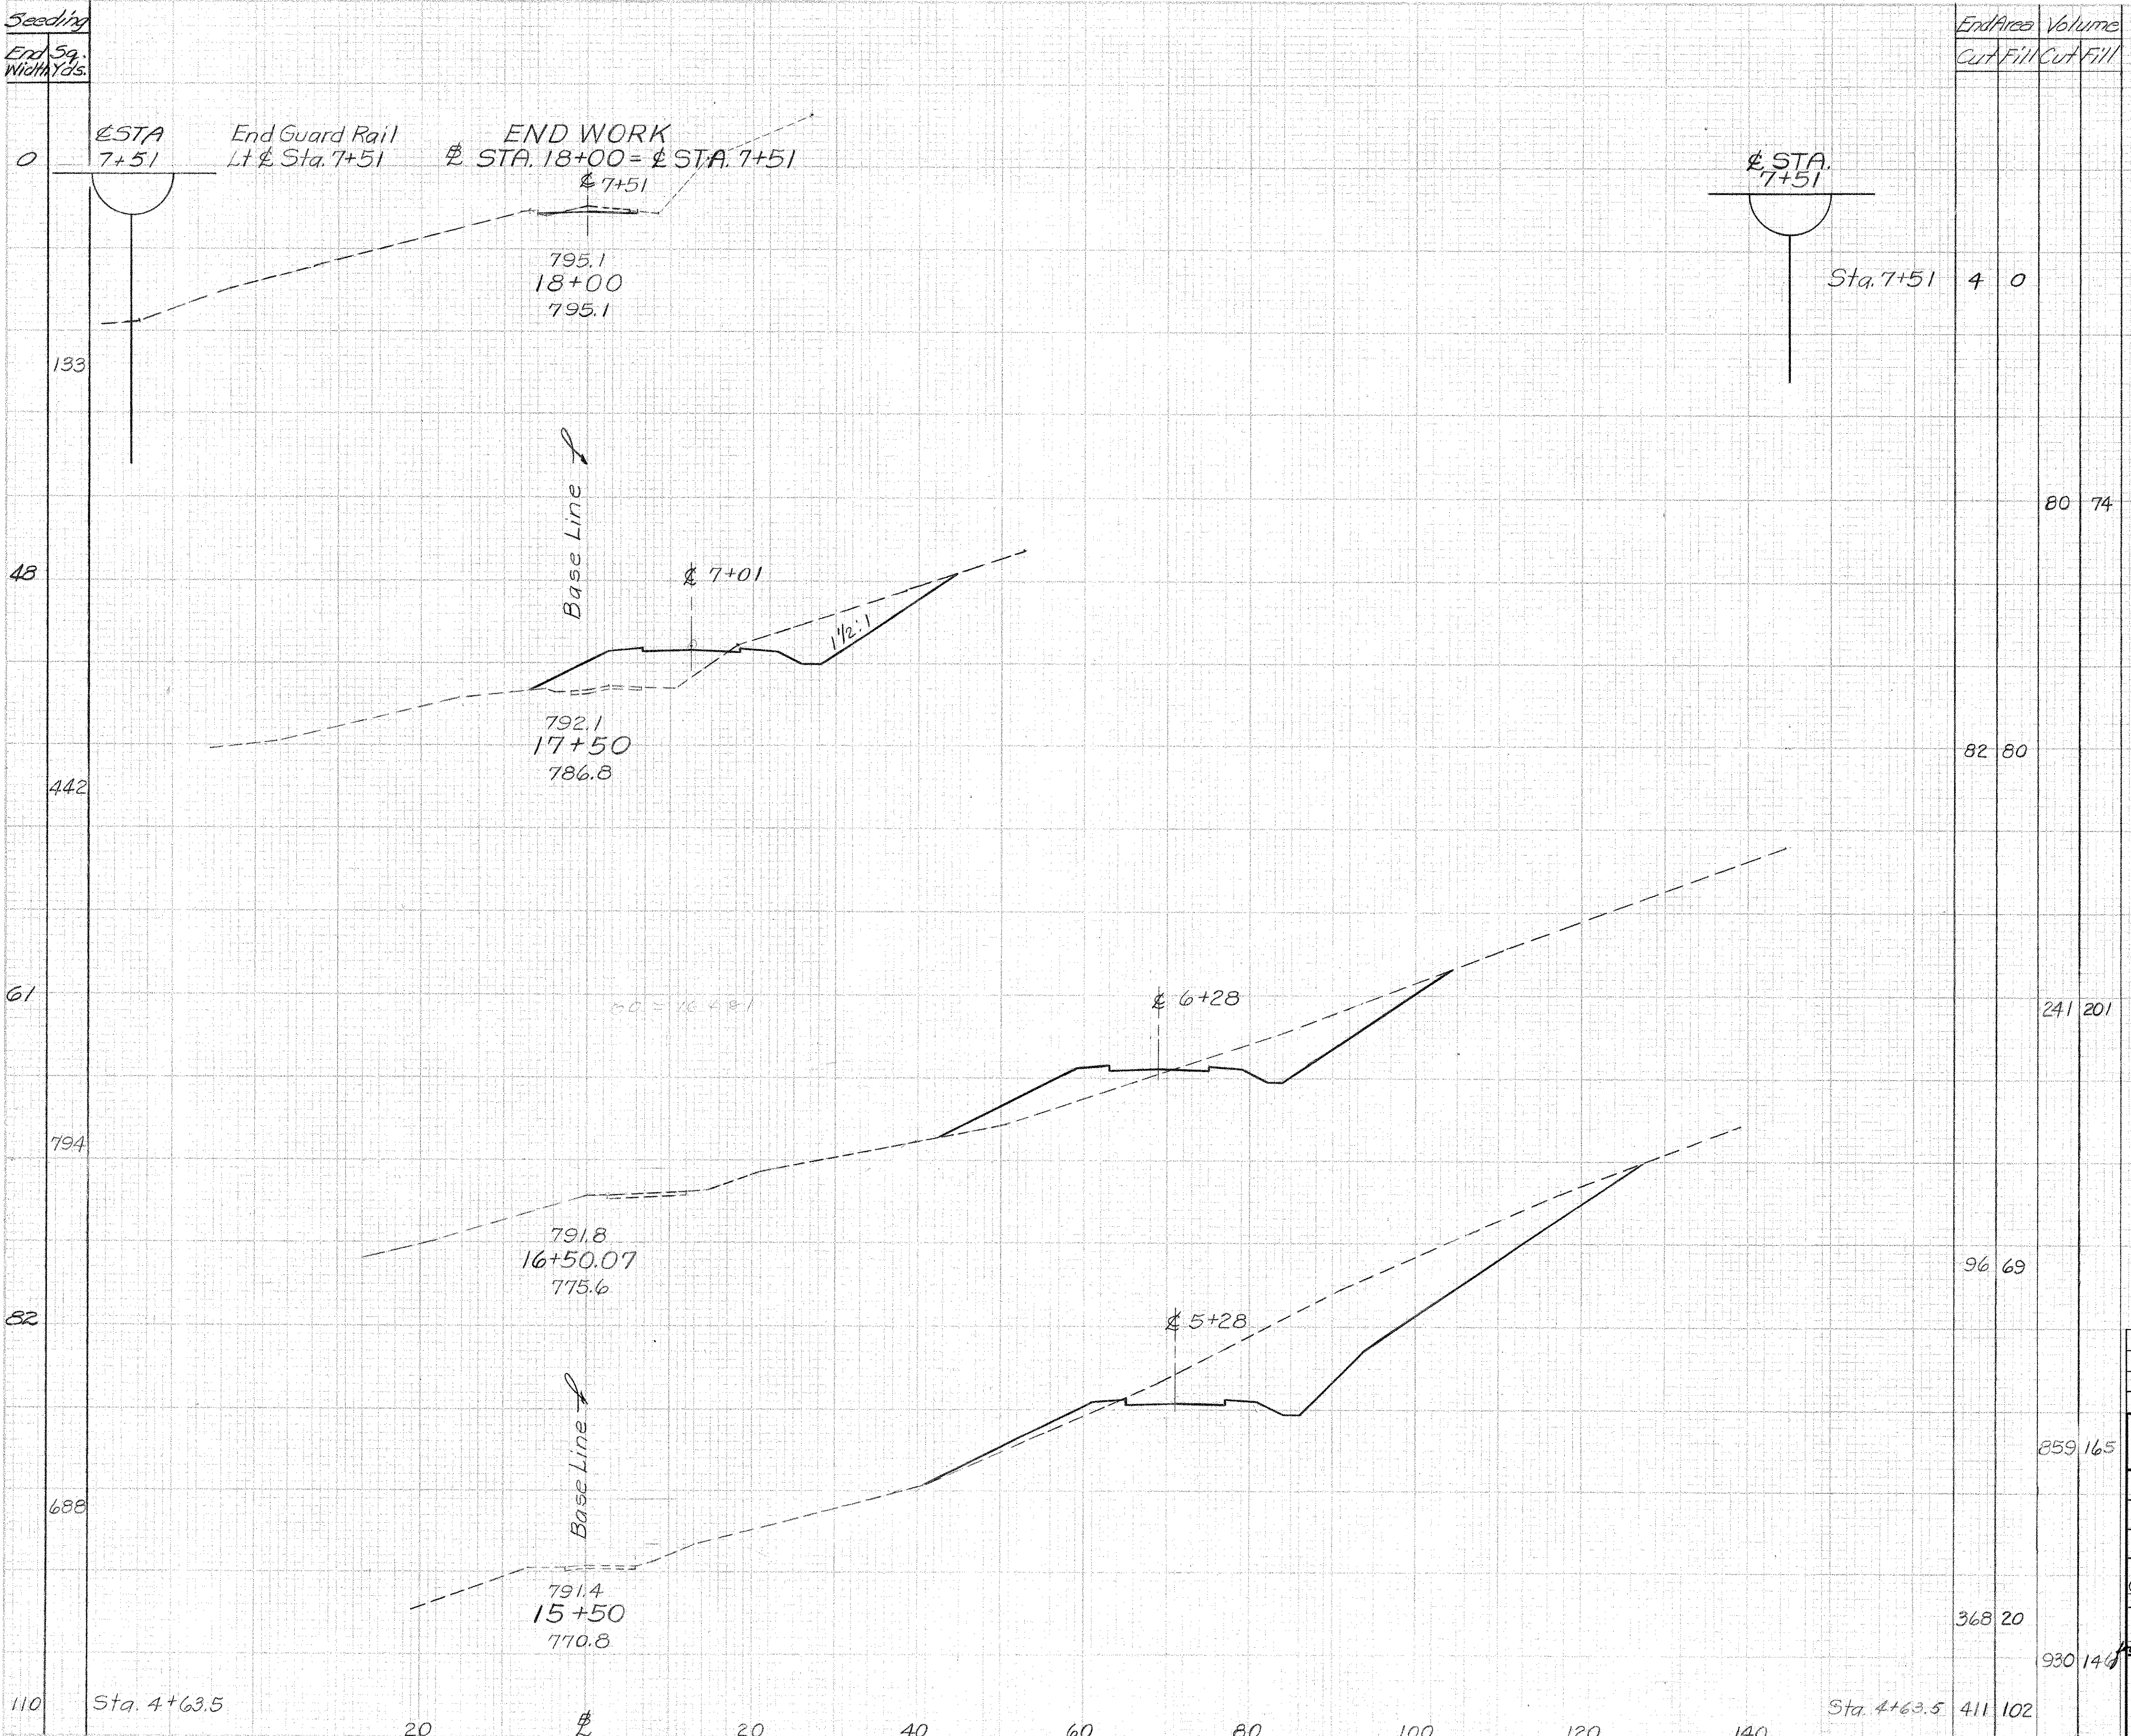 Seeding
End Width Sq. Yds.
End Area Volume
Cut Fill Cut Fill
0
℄ STA
7+51
End Guard Rail
Lt ℄ Sta. 7+51
END WORK
STA. 18+00 = ℄ STA. 7+51
℄ 7+51
795.1
18+00
795.1
℄ STA.
7+51
Sta. 7+51 4 0
133
80 74
48
Base Line
℄ 7+01
1 1/2:1
792.1
17+50
786.8
82 80
442
61
℄ 6+28
241 201
794
791.8
16+50.07
775.6
96 69
82
℄ 5+28
859 165
688
Base Line
791.4
15+50
770.8
368 20
930 146
110 Sta. 4+63.5
Sta. 4+63.5 411 102
20 20 40 60 80 100 120 140